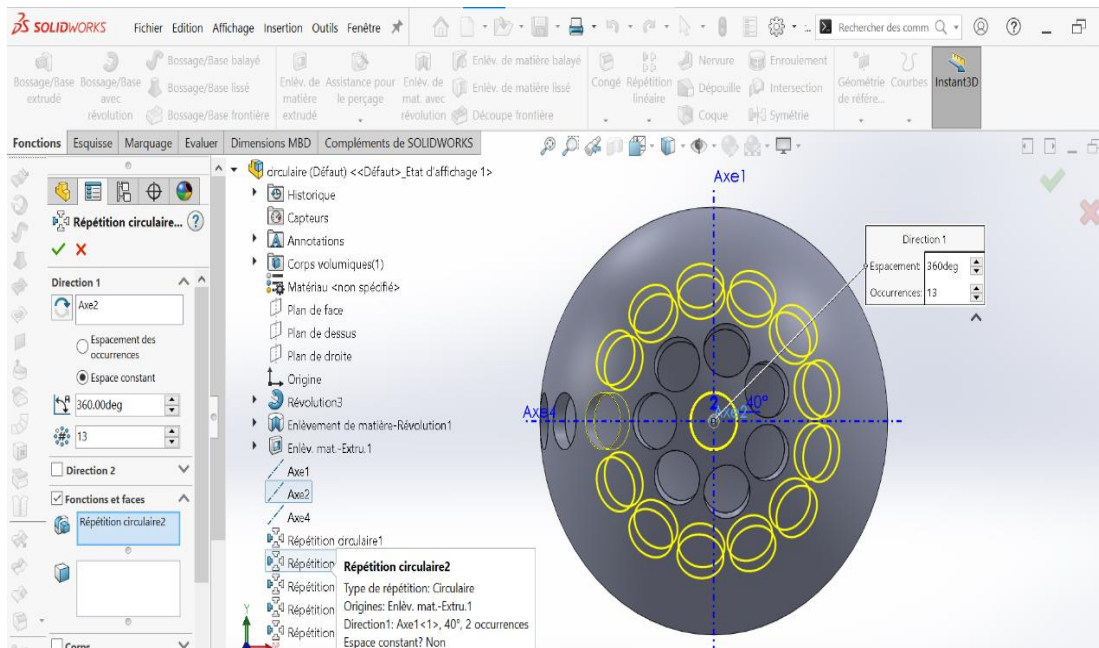 SOLIDWORKS Fichier Edition Affichage Insertion Outils Fenêtre Rechercher des comm
Bossage/Base extrudé
Bossage/Base avec révolution
Bossage/Base balayé
Bossage/Base lissé
Bossage/Base frontière
Enlèv. de matière extrudé
Assistance pour le perçage
Enlèv. de mat. avec révolution
Enlèv. de matière balayé
Enlèv. de matière lissé
Découpe frontière
Congé
Répétition linéaire
Nervure
Dépouille
Coque
Enroulement
Intersection
Symétrie
Géométrie de référe...
Courbes
Instant3D
Fonctions Esquisse Marquage Evaluer Dimensions MBD Compléments de SOLIDWORKS
Répétition circulaire...
Direction 1
Axe2
Espacement des
occurrences
Espace constant
360.00deg
13
Direction 2
Fonctions et faces
Répétition circulaire2
Corps
circulaire (Défaut) <<Défaut>_Etat d'affichage 1>
Historique
Capteurs
Annotations
Corps volumiques(1)
Matériau <non spécifié>
Plan de face
Plan de dessus
Plan de droite
Origine
Révolution3
Enlèvement de matière-Révolution1
Enlèv. mat.-Extru.1
Axe1
Axe2
Axe4
Répétition circulaire1
Répétition
Répétition
Répétition
Répétition
Répétition circulaire2
Type de répétition: Circulaire
Origines: Enlèv. mat.-Extru.1
Direction1: Axe1<1>, 40°, 2 occurrences
Espace constant? Non
Y
Axe1
Axe4
2
40°
Axe2
Direction 1
Espacement: 360deg
Occurrences: 13